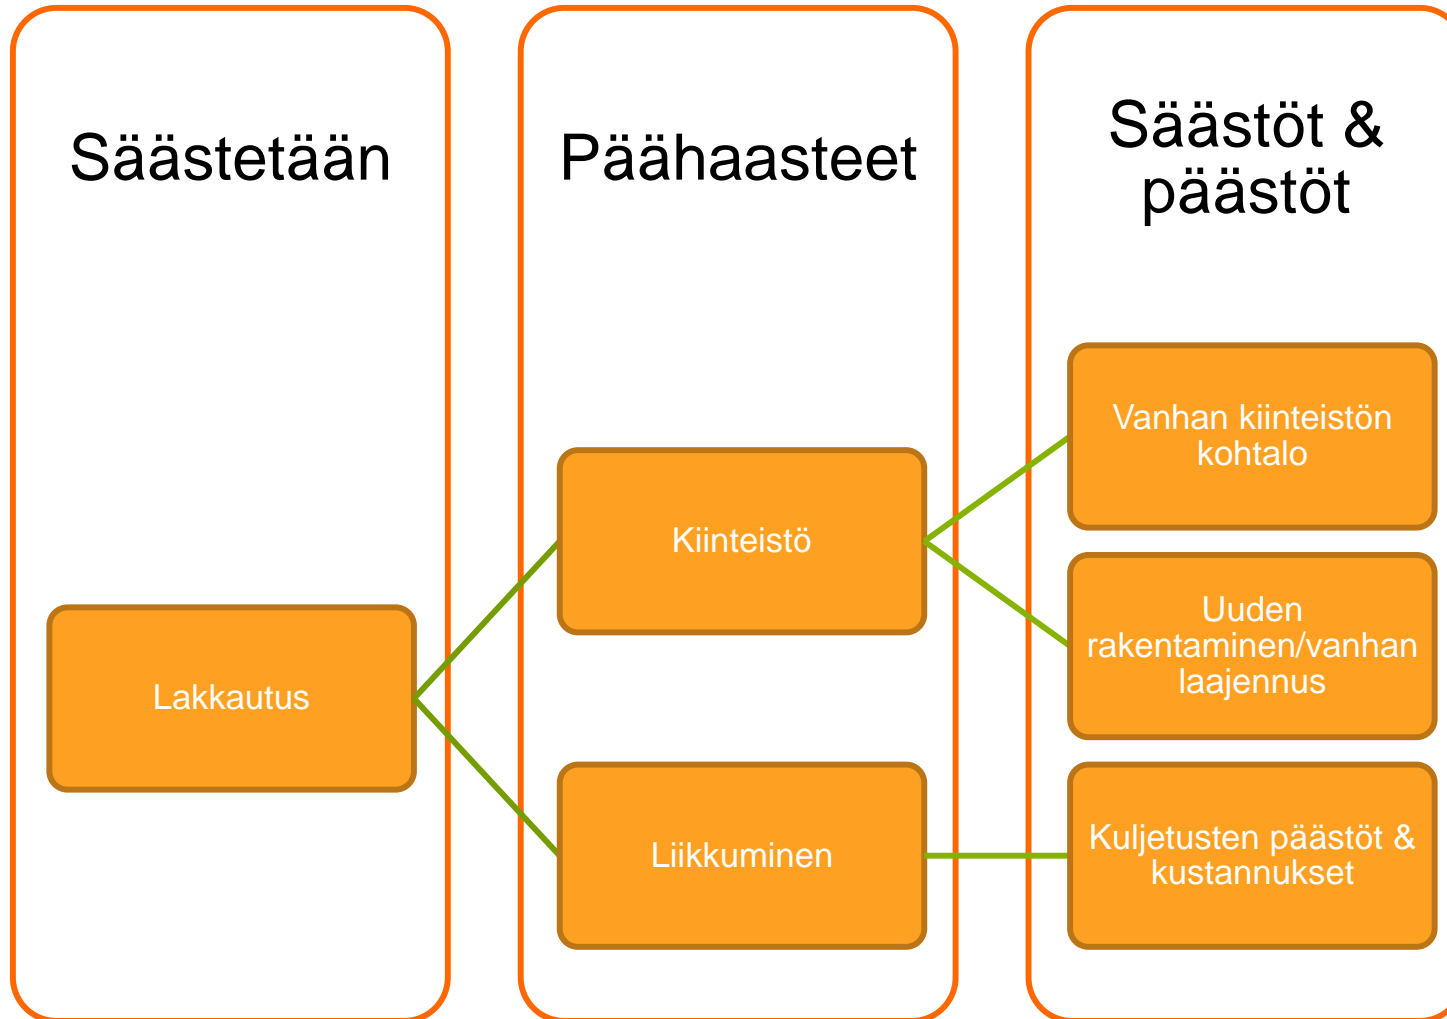 Säästetään
Päähaasteet
Säästöt &
päästöt
Lakkautus
Kiinteistö
Liikkuminen
Vanhan kiinteistön
kohtalo
Uuden
rakentaminen/vanhan
laajennus
Kuljetusten päästöt &
kustannukset